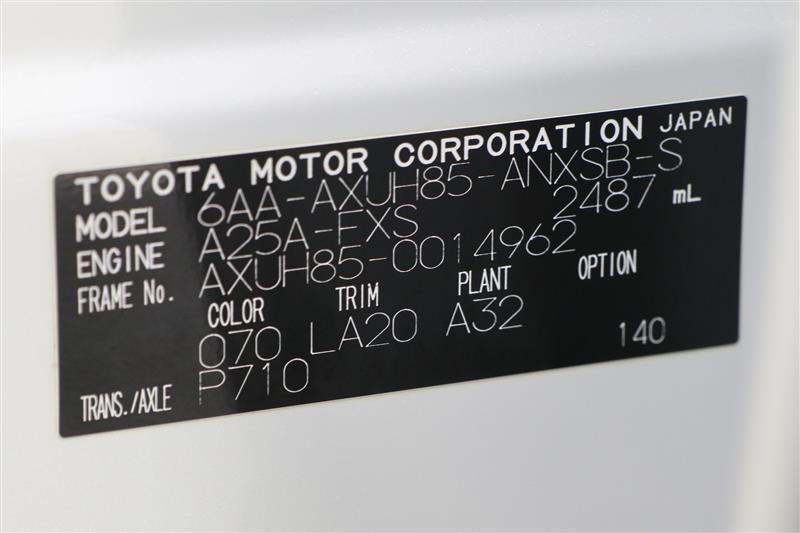 TOYOTA MOTOR CORPORATION JAPAN
MODEL 6AA-AXUH85-ANXSB-S
ENGINE A25A-FXS 2487 mL
FRAME No. AXUH85-0014962
COLOR TRIM PLANT OPTION
070 LA20 A32
TRANS./AXLE P710 140